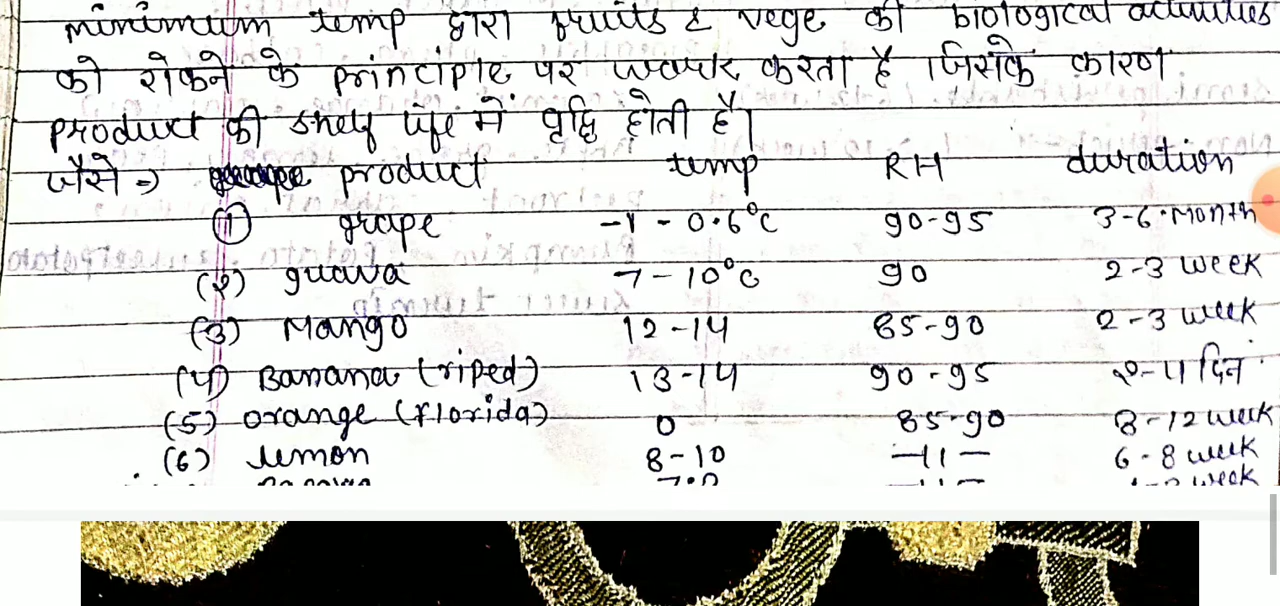 minimum temp द्वारा fruits & vege की biological activities
को रोकने के principle पर work करता है जिसके कारण
product की shelf life में वृद्धि होती है।
जैसे → product temp RH duration
(1) grape -1 - 0.6°C 90-95 3-6 Month
(2) guava 7-10°C 90 2-3 week
(3) Mango 12-14 85-90 2-3 week
(4) Banana (riped) 13-14 90-95 दिन
(5) orange (Florida) 0 85-90 8-12 week
(6) lemon 8-10 -11- 6-8 week